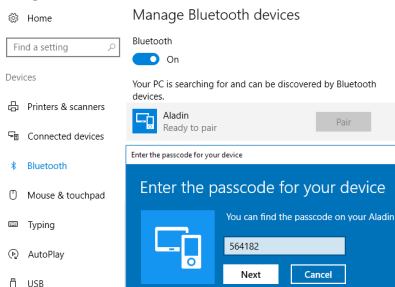 Home
Find a setting
Devices
Printers & scanners
Connected devices
Bluetooth
Mouse & touchpad
Typing
AutoPlay
USB
Manage Bluetooth devices
Bluetooth
On
Your PC is searching for and can be discovered by Bluetooth
devices.
Aladin
Ready to pair
Pair
Enter the passcode for your device
Enter the passcode for your device
You can find the passcode on your Aladin
564182
Next
Cancel